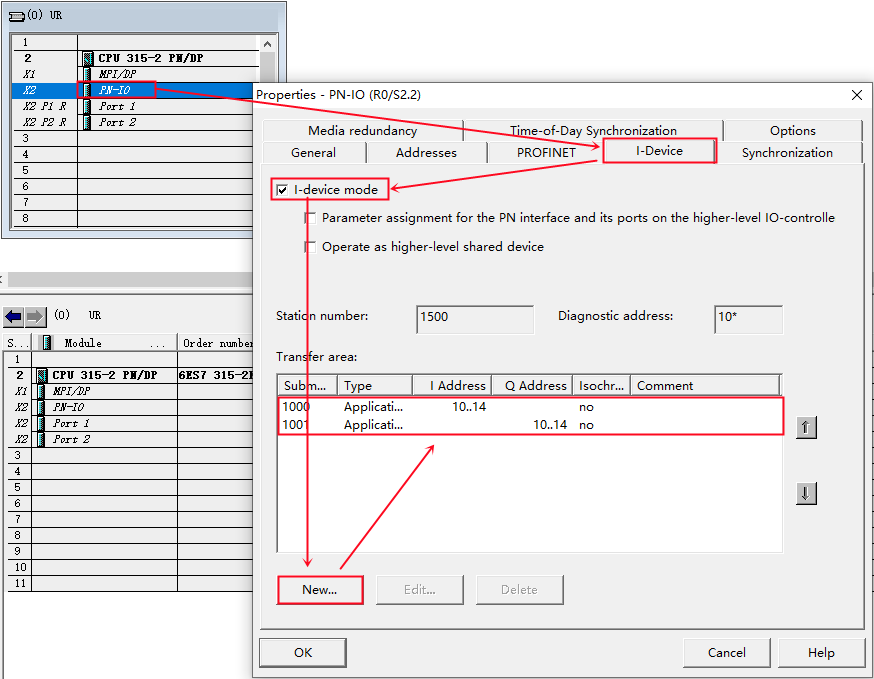 (0) UR
1
2 CPU 315-2 PN/DP
X1 MPI/DP
X2 PN-IO
X2 P1 R Port 1
X2 P2 R Port 2
3
4
5
6
7
8
Properties - PN-IO (R0/S2.2)
Media redundancy Time-of-Day Synchronization Options
General Addresses PROFINET I-Device Synchronization
I-device mode
Parameter assignment for the PN interface and its ports on the higher-level IO-controlle
Operate as higher-level shared device
Station number: 1500 Diagnostic address: 10*
Transfer area:
Subm... Type I Address Q Address Isochr... Comment
1000 Applicati... 10..14 no
1001 Applicati... 10..14 no
New... Edit... Delete
OK Cancel Help
(0) UR
S... Module ... Order number
1
2 CPU 315-2 PN/DP 6ES7 315-2E
X1 MPI/DP
X2 PN-IO
X2 Port 1
X2 Port 2
3
4
5
6
7
8
9
10
11